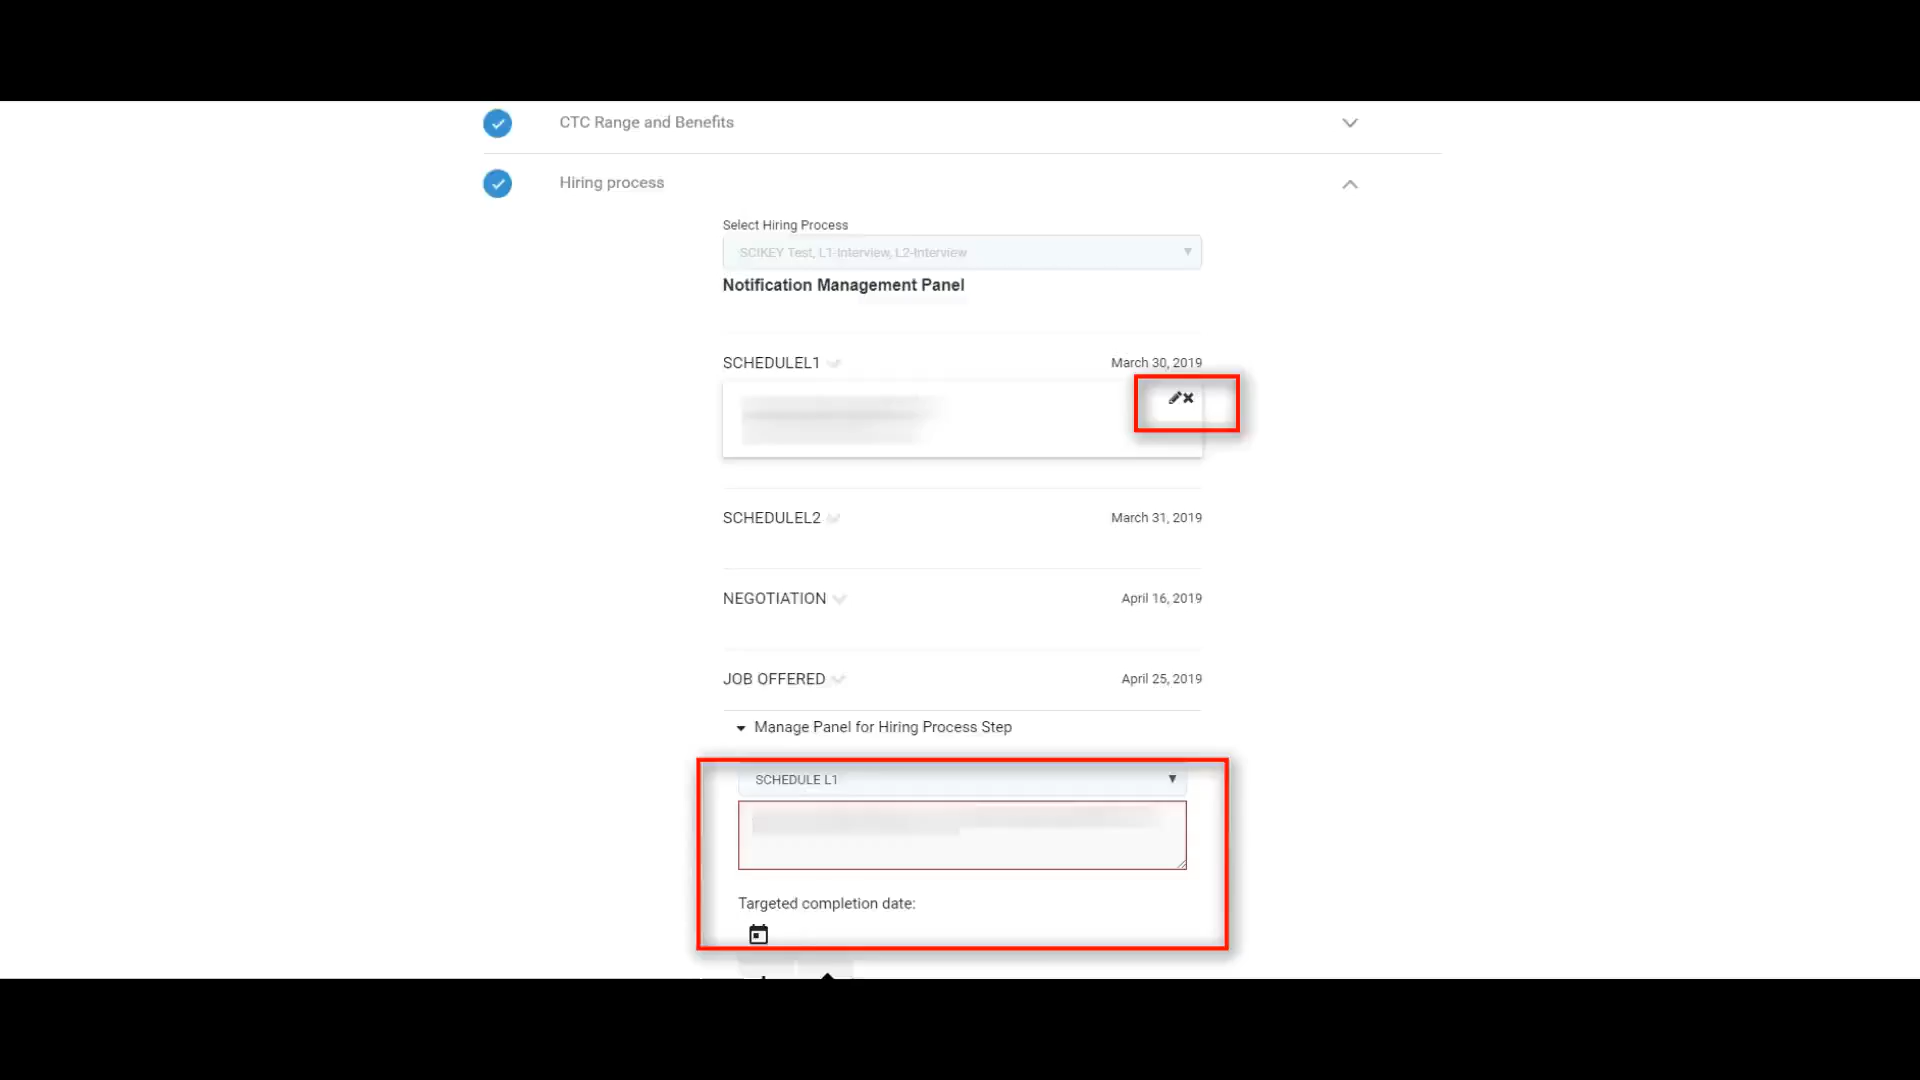 CTC Range and Benefits
Hiring process
Select Hiring Process
SCIKEY Test, L1-Interview, L2-Interview
Notification Management Panel
SCHEDULEL1 March 30, 2019
SCHEDULEL2 March 31, 2019
NEGOTIATION April 16, 2019
JOB OFFERED April 25, 2019
Manage Panel for Hiring Process Step
SCHEDULE L1
Targeted completion date: